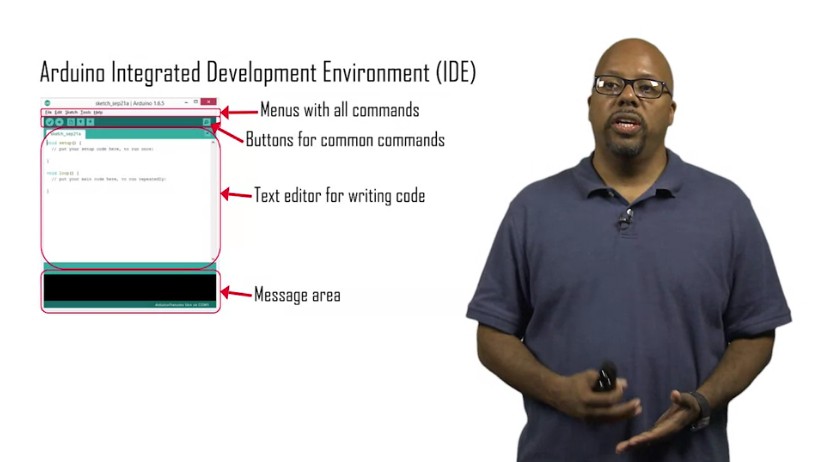 Arduino Integrated Development Environment (IDE)
sketch_sep21a | Arduino 1.6.5
File Edit Sketch Tools Help
Menus with all commands
Buttons for common commands
sketch_sep21a
void setup() {
// put your setup code here, to run once:
}
void loop() {
// put your main code here, to run repeatedly:
}
Text editor for writing code
Message area